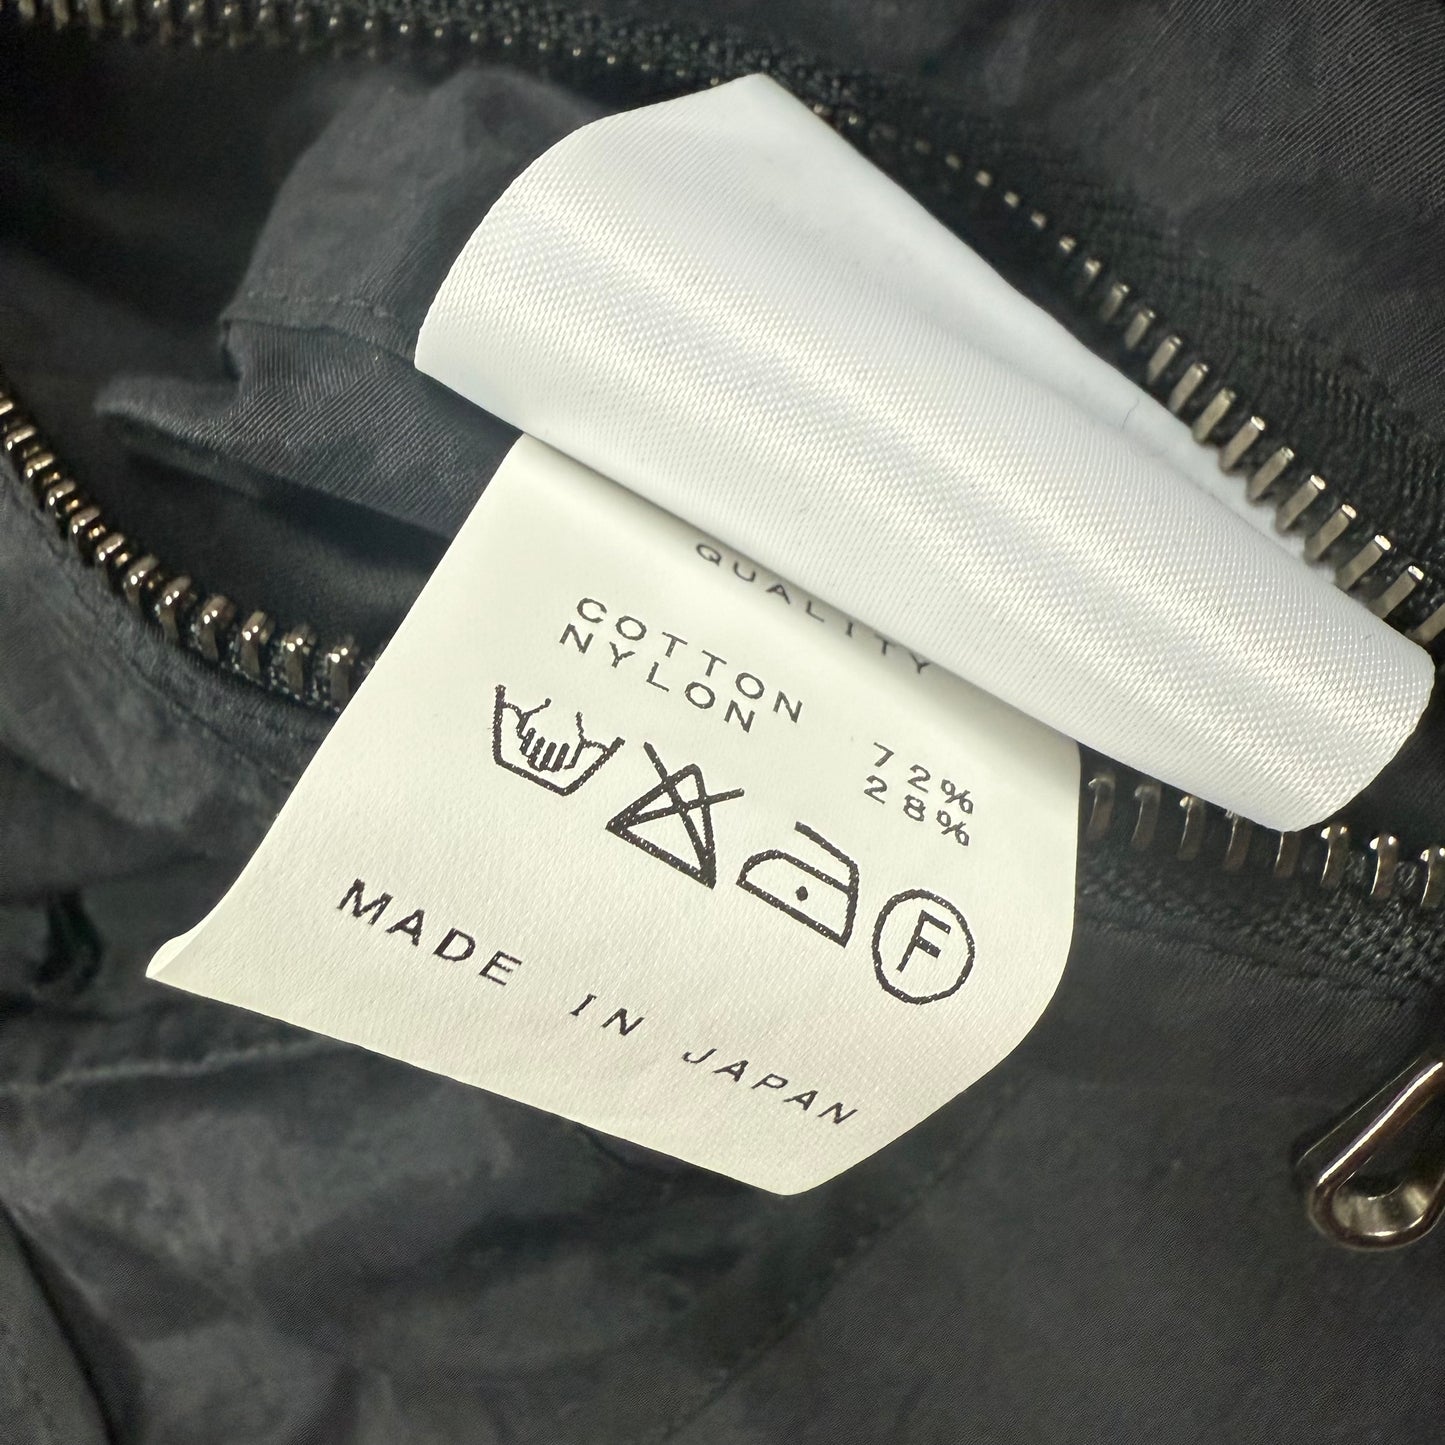 QUALITY
COTTON 72%
NYLON 28%
F
MADE IN JAPAN